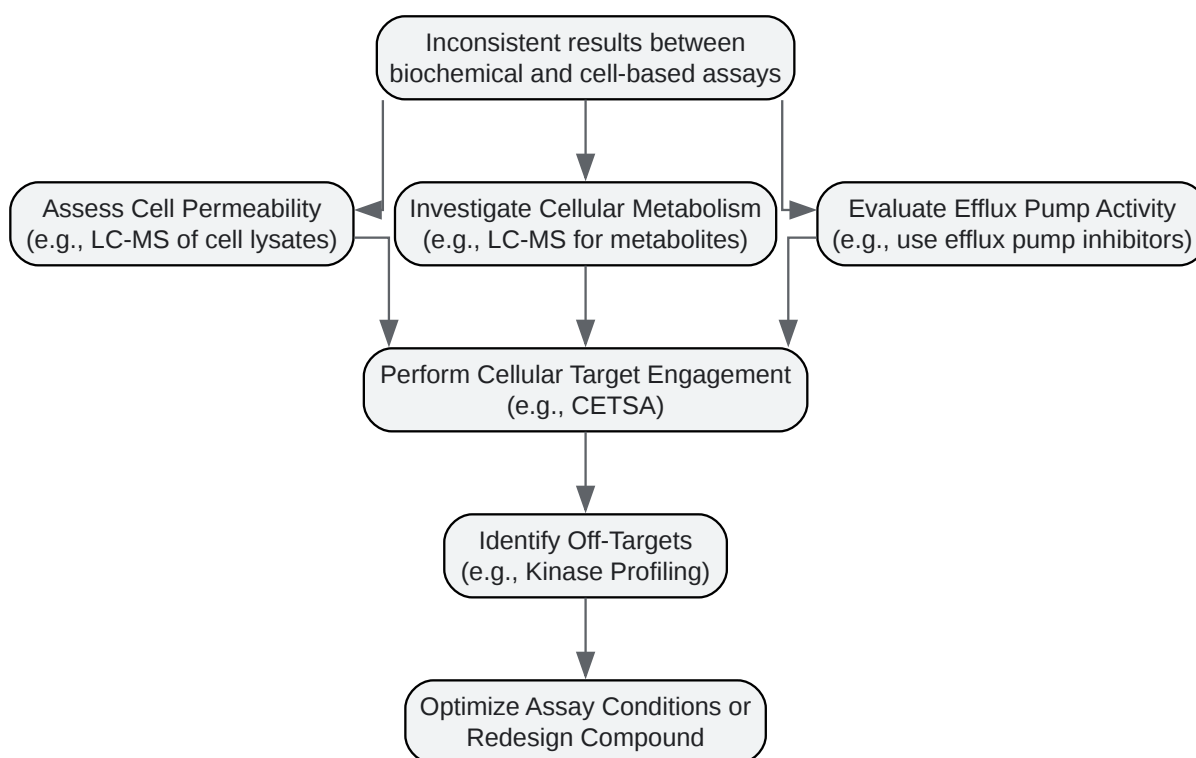 Inconsistent results between
biochemical and cell-based assays
Assess Cell Permeability
(e.g., LC-MS of cell lysates)
Investigate Cellular Metabolism
(e.g., LC-MS for metabolites)
Evaluate Efflux Pump Activity
(e.g., use efflux pump inhibitors)
Perform Cellular Target Engagement
(e.g., CETSA)
Identify Off-Targets
(e.g., Kinase Profiling)
Optimize Assay Conditions or
Redesign Compound